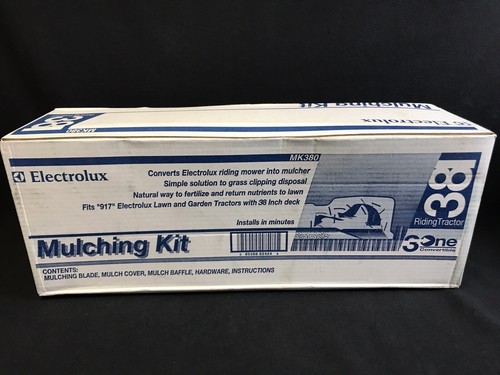 Mulching Kit
Electrolux
MK380
MK380
Electrolux
Converts Electrolux riding mower into mulcher
Simple solution to grass clipping disposal
Natural way to fertilize and return nutrients to lawn
Fits "917" Electrolux Lawn and Garden Tractors with 38 Inch deck
Installs in minutes
38
Riding Tractor
Mulching Kit
3 One
Convertible
CONTENTS:
MULCHING BLADE, MULCH COVER, MULCH BAFFLE, HARDWARE, INSTRUCTIONS